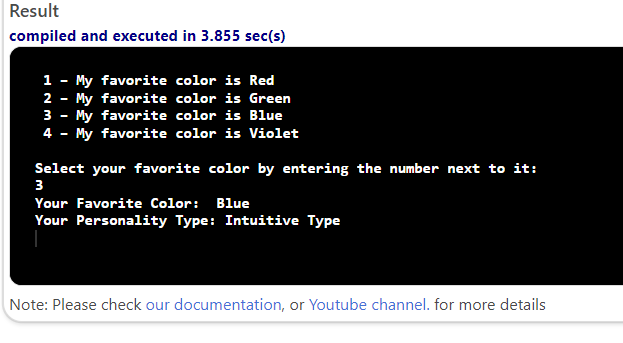 Result
compiled and executed in 3.855 sec(s)
1 – My favorite color is Red
2 – My favorite color is Green
3 – My favorite color is Blue
4 – My favorite color is Violet
Select your favorite color by entering the number next to it:
3
Your Favorite Color:  Blue
Your Personality Type: Intuitive Type
Note: Please check our documentation, or Youtube channel. for more details